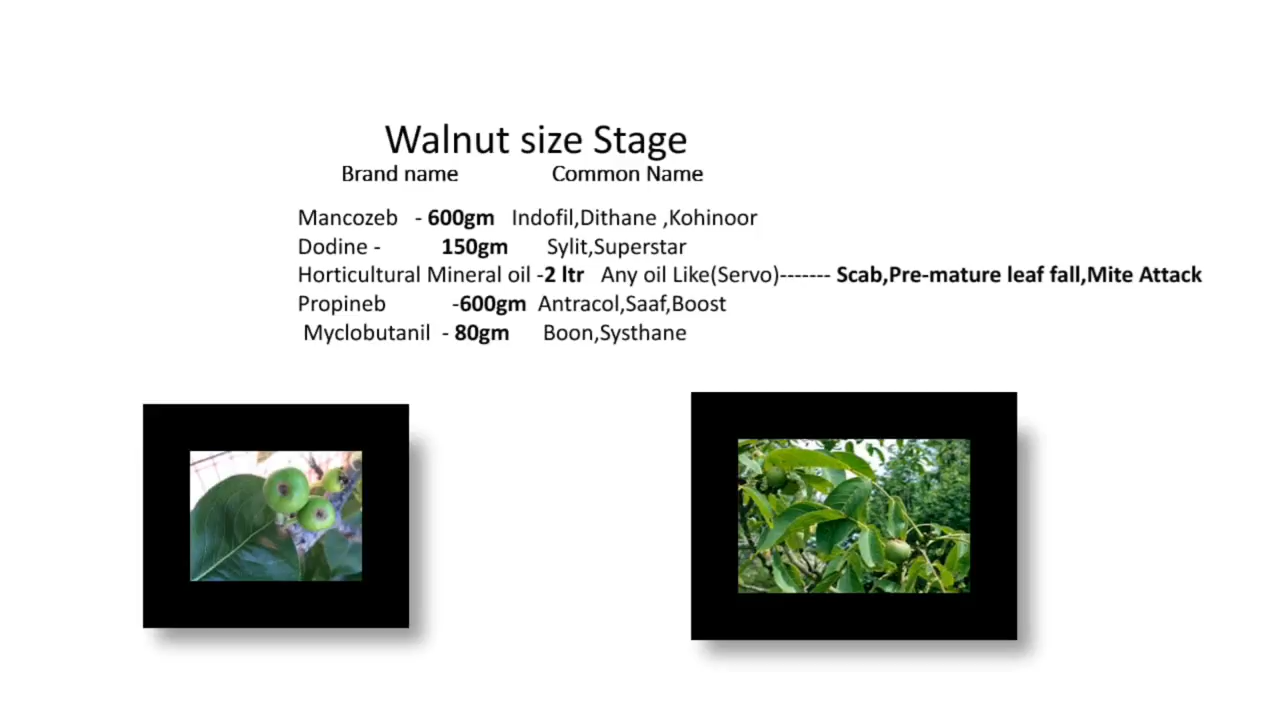 Walnut size Stage
Brand name Common Name
Mancozeb - 600gm Indofil,Dithane ,Kohinoor
Dodine - 150gm Sylit,Superstar
Horticultural Mineral oil -2 ltr Any oil Like(Servo)------- Scab,Pre-mature leaf fall,Mite Attack
Propineb -600gm Antracol,Saaf,Boost
Myclobutanil - 80gm Boon,Systhane